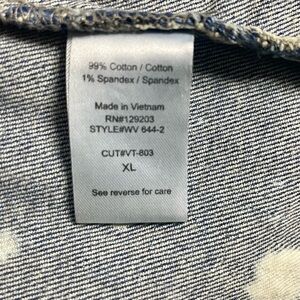 99% Cotton / Cotton
1% Spandex / Spandex
Made in Vietnam
RN#129203
STYLE#WV 644-2
CUT#VT-803
XL
See reverse for care